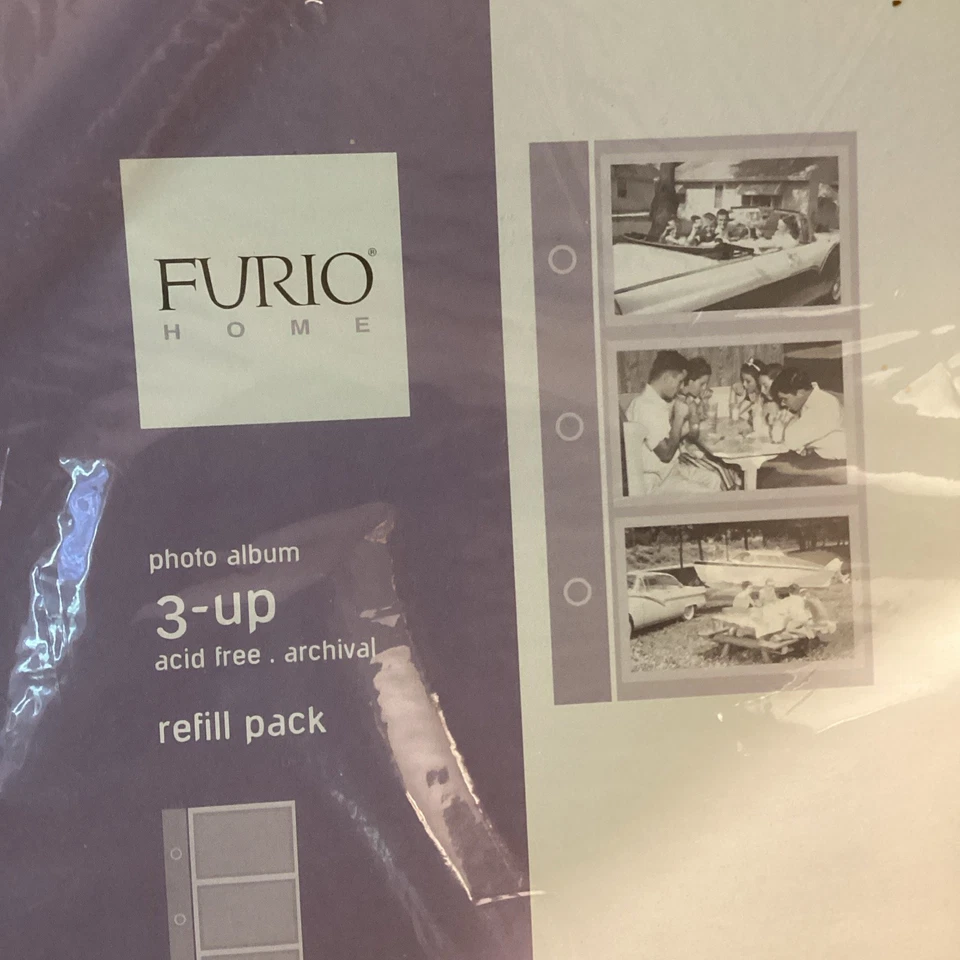 FURIO®
HOME
photo album
3-up
acid free . archival
refill pack